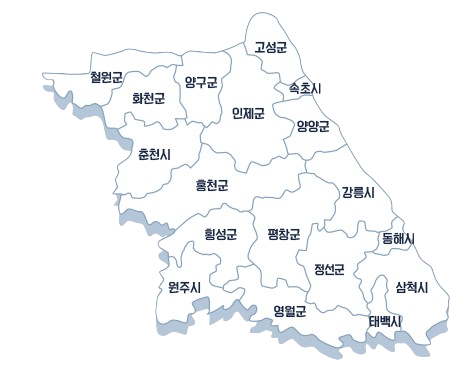 고성군
철원군
양구군
속초시
화천군
인제군
양양군
춘천시
홍천군
강릉시
횡성군
평창군
동해시
정선군
원주시
삼척시
영월군
태백시